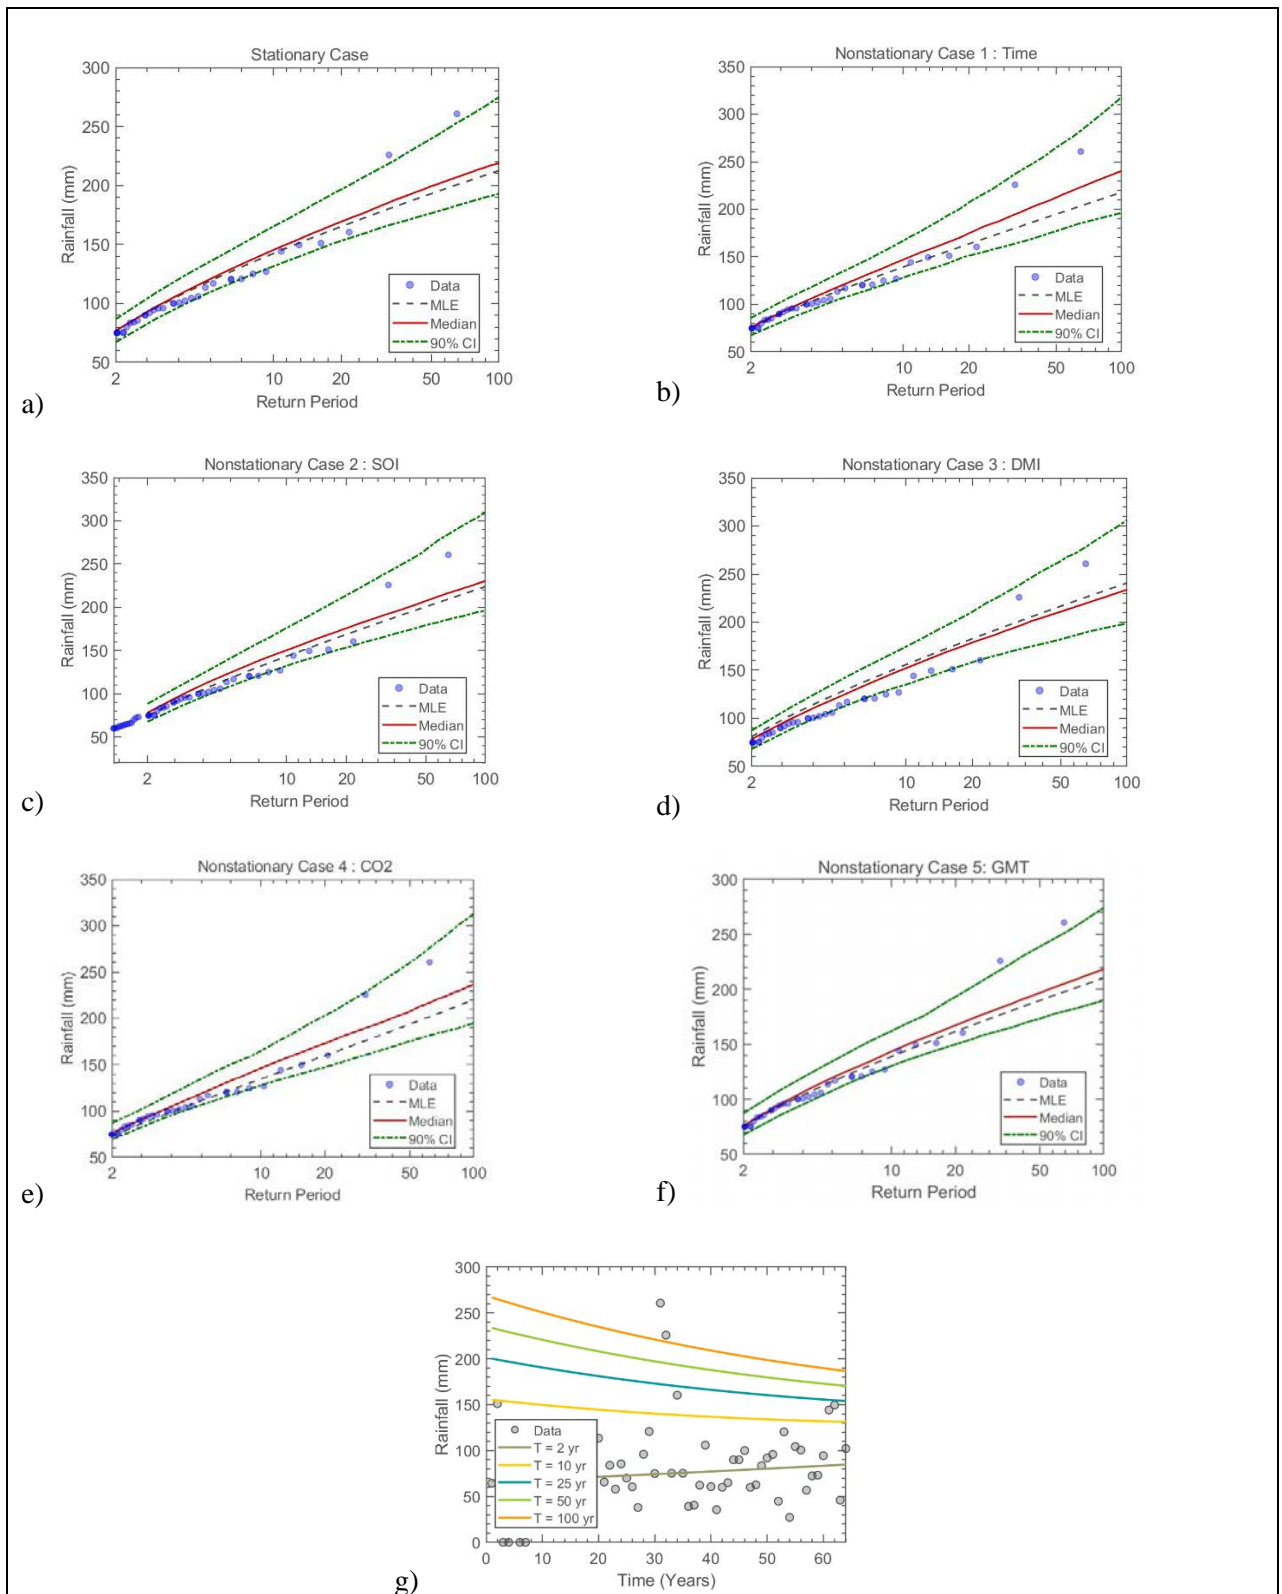 Stationary Case
300
250
200
150
100
50
Rainfall (mm)
Data
MLE
Median
90% CI
2 10 20 50 100
Return Period
a)
Nonstationary Case 1 : Time
350
300
250
200
150
100
50
Rainfall (mm)
Data
MLE
Median
90% CI
2 10 20 50 100
Return Period
b)
Nonstationary Case 2 : SOI
350
300
250
200
150
100
50
Rainfall (mm)
Data
MLE
Median
90% CI
2 10 20 50 100
Return Period
c)
Nonstationary Case 3 : DMI
350
300
250
200
150
100
50
Rainfall (mm)
Data
MLE
Median
90% CI
2 10 20 50 100
Return Period
d)
Nonstationary Case 4 : CO2
350
300
250
200
150
100
50
Rainfall (mm)
Data
MLE
Median
90% CI
2 10 20 50 100
Return Period
e)
Nonstationary Case 5: GMT
300
250
200
150
100
50
Rainfall (mm)
Data
MLE
Median
90% CI
2 10 20 50 100
Return Period
f)
300
250
200
150
100
50
0
Rainfall (mm)
Data
T = 2 yr
T = 10 yr
T = 25 yr
T = 50 yr
T = 100 yr
0 10 20 30 40 50 60
Time (Years)
g)